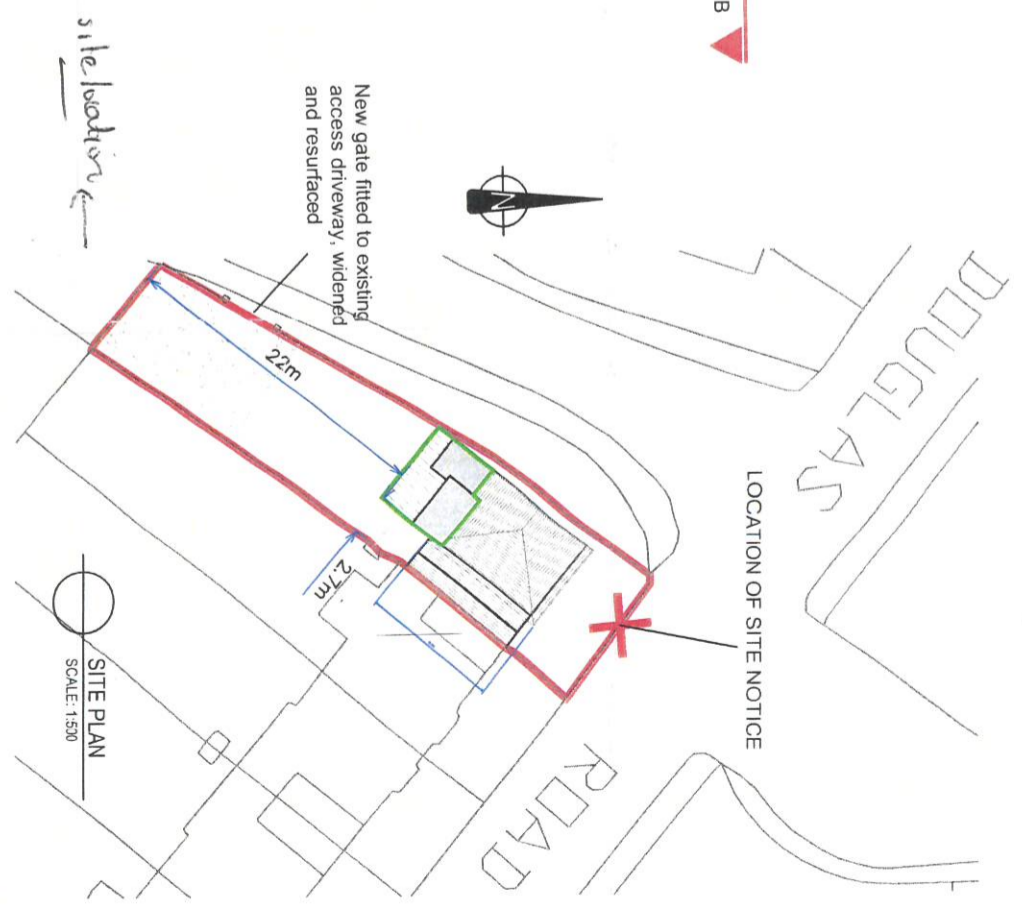 B
DOUGLAS
ROAD
LOCATION OF SITE NOTICE
New gate fitted to existing
access driveway, widened
and resurfaced
N
22m
2.7m
SITE PLAN
SCALE: 1:500
site location